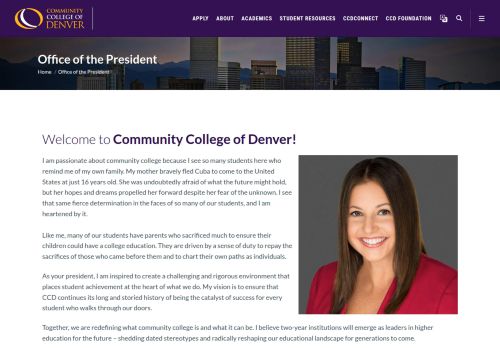 COMMUNITY
COLLEGE OF
DENVER
APPLY ABOUT ACADEMICS STUDENT RESOURCES CCDCONNECT CCD FOUNDATION
Office of the President
Home / Office of the President
Welcome to Community College of Denver!
I am passionate about community college because I see so many students here who
remind me of my own family. My mother bravely fled Cuba to come to the United
States at just 16 years old. She was undoubtedly afraid of what the future might hold,
but her hopes and dreams propelled her forward despite her fear of the unknown. I see
that same fierce determination in the faces of so many of our students, and I am
heartened by it.
Like me, many of our students have parents who sacrificed much to ensure their
children could have a college education. They are driven by a sense of duty to repay the
sacrifices of those who came before them and to chart their own paths as individuals.
As your president, I am inspired to create a challenging and rigorous environment that
places student achievement at the heart of what we do. My vision is to ensure that
CCD continues its long and storied history of being the catalyst of success for every
student who walks through our doors.
Together, we are redefining what community college is and what it can be. I believe two-year institutions will emerge as leaders in higher
education for the future – shedding dated stereotypes and radically reshaping our educational landscape for generations to come.